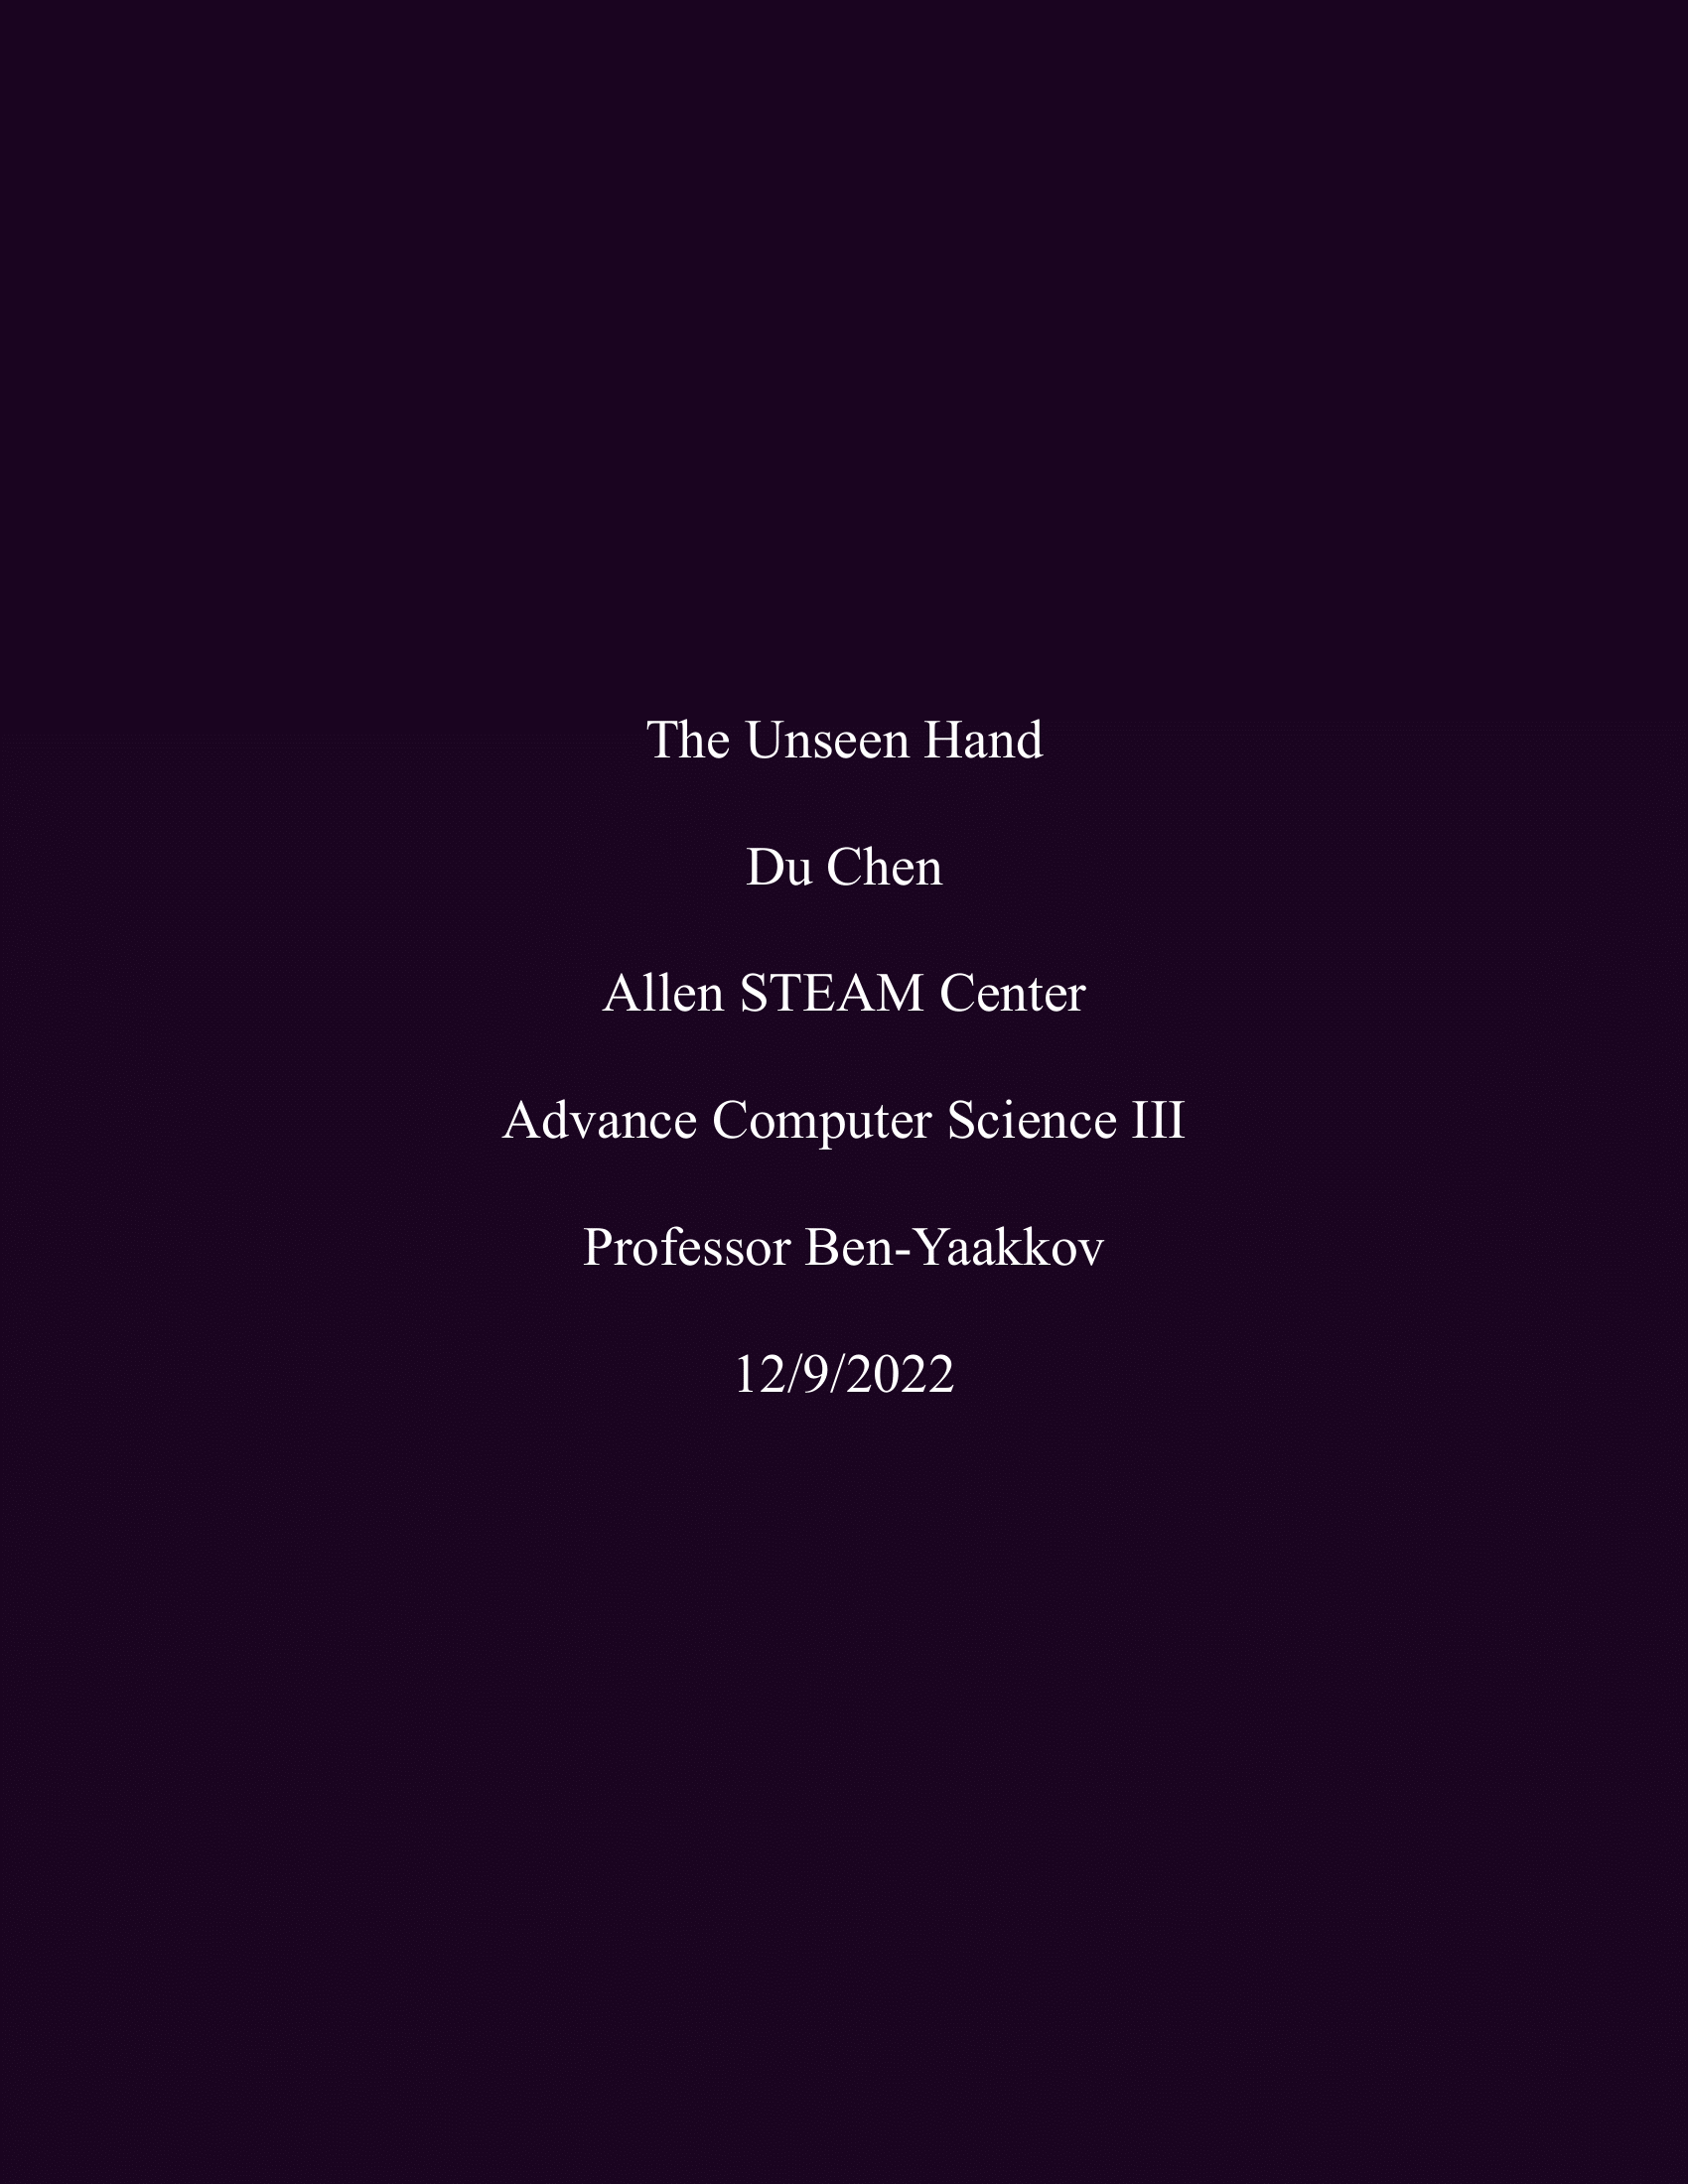 The Unseen Hand
Du Chen
Allen STEAM Center
Advance Computer Science III
Professor Ben-Yaakkov
12/9/2022